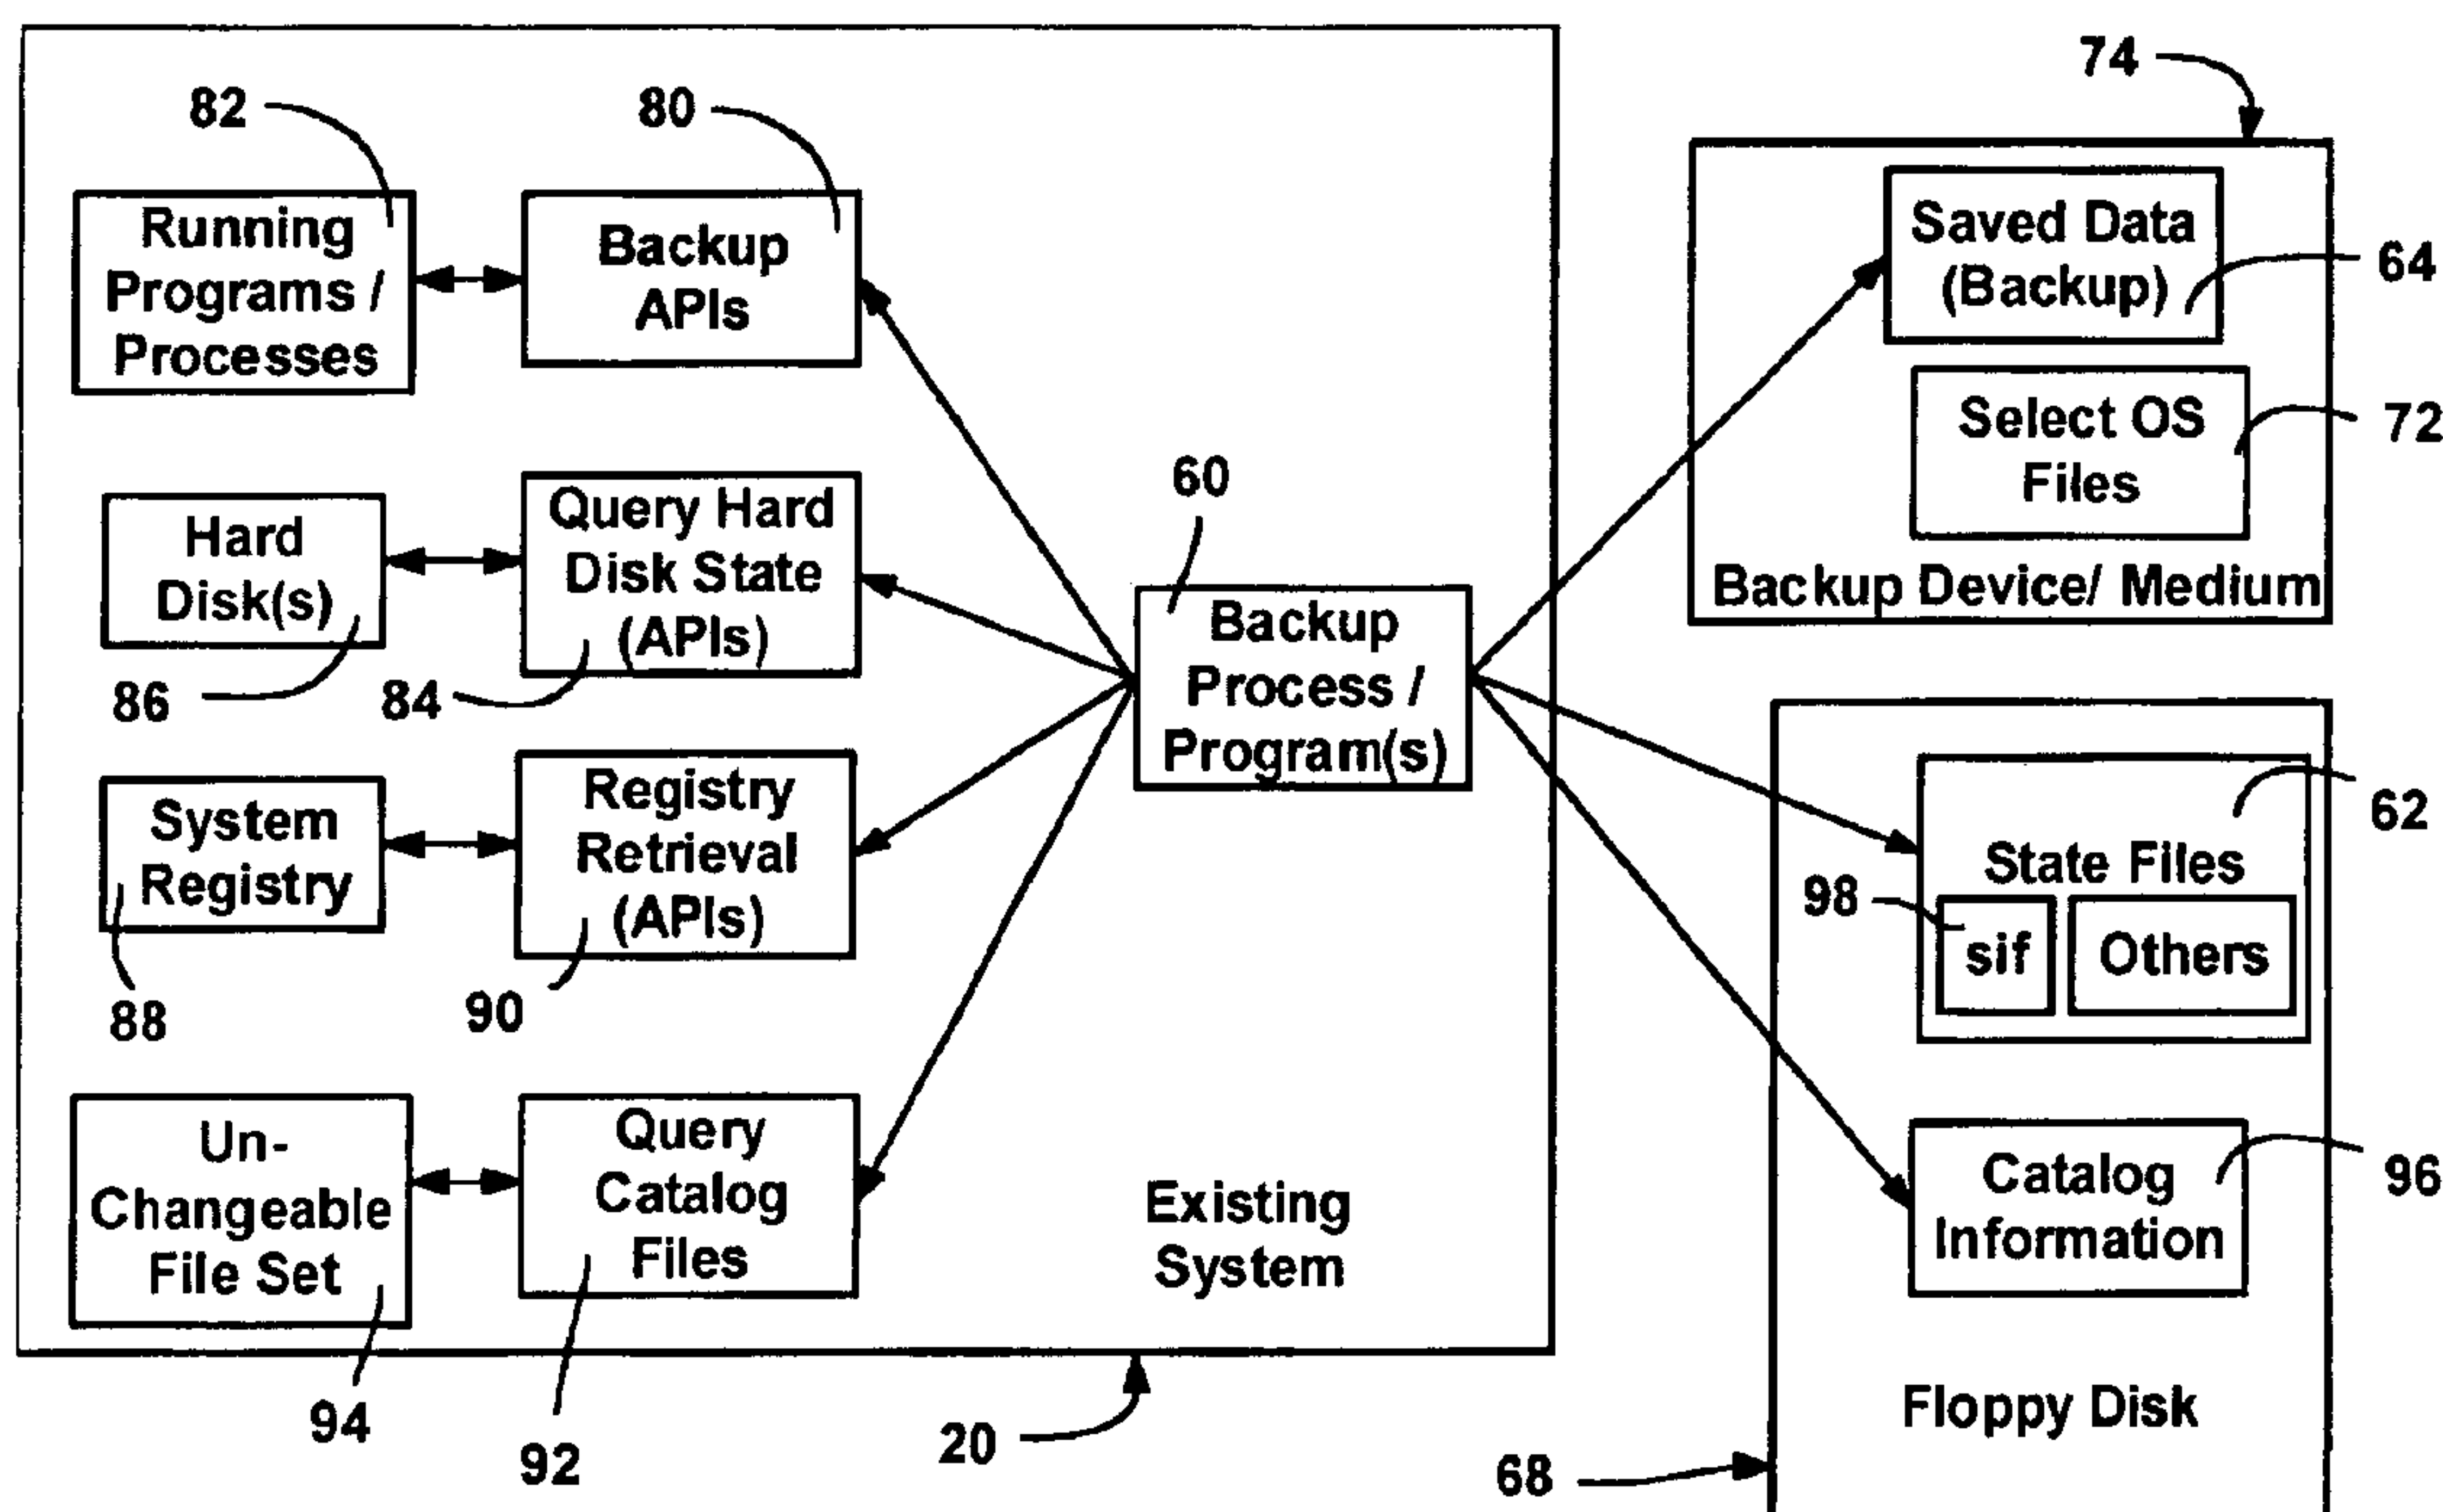 74
82
80
Running
Programs /
Processes
Backup
APIs
Saved Data
(Backup)
64
Select OS
Files
72
Backup Device/ Medium
60
Hard
Disk(s)
Query Hard
Disk State
(APIs)
86
84
Backup
Process /
Program(s)
System
Registry
Registry
Retrieval
(APIs)
88
90
62
State Files
98
sif
Others
Un-
Changeable
File Set
Query
Catalog
Files
Existing
System
Catalog
Information
96
94
92
20
Floppy Disk
68